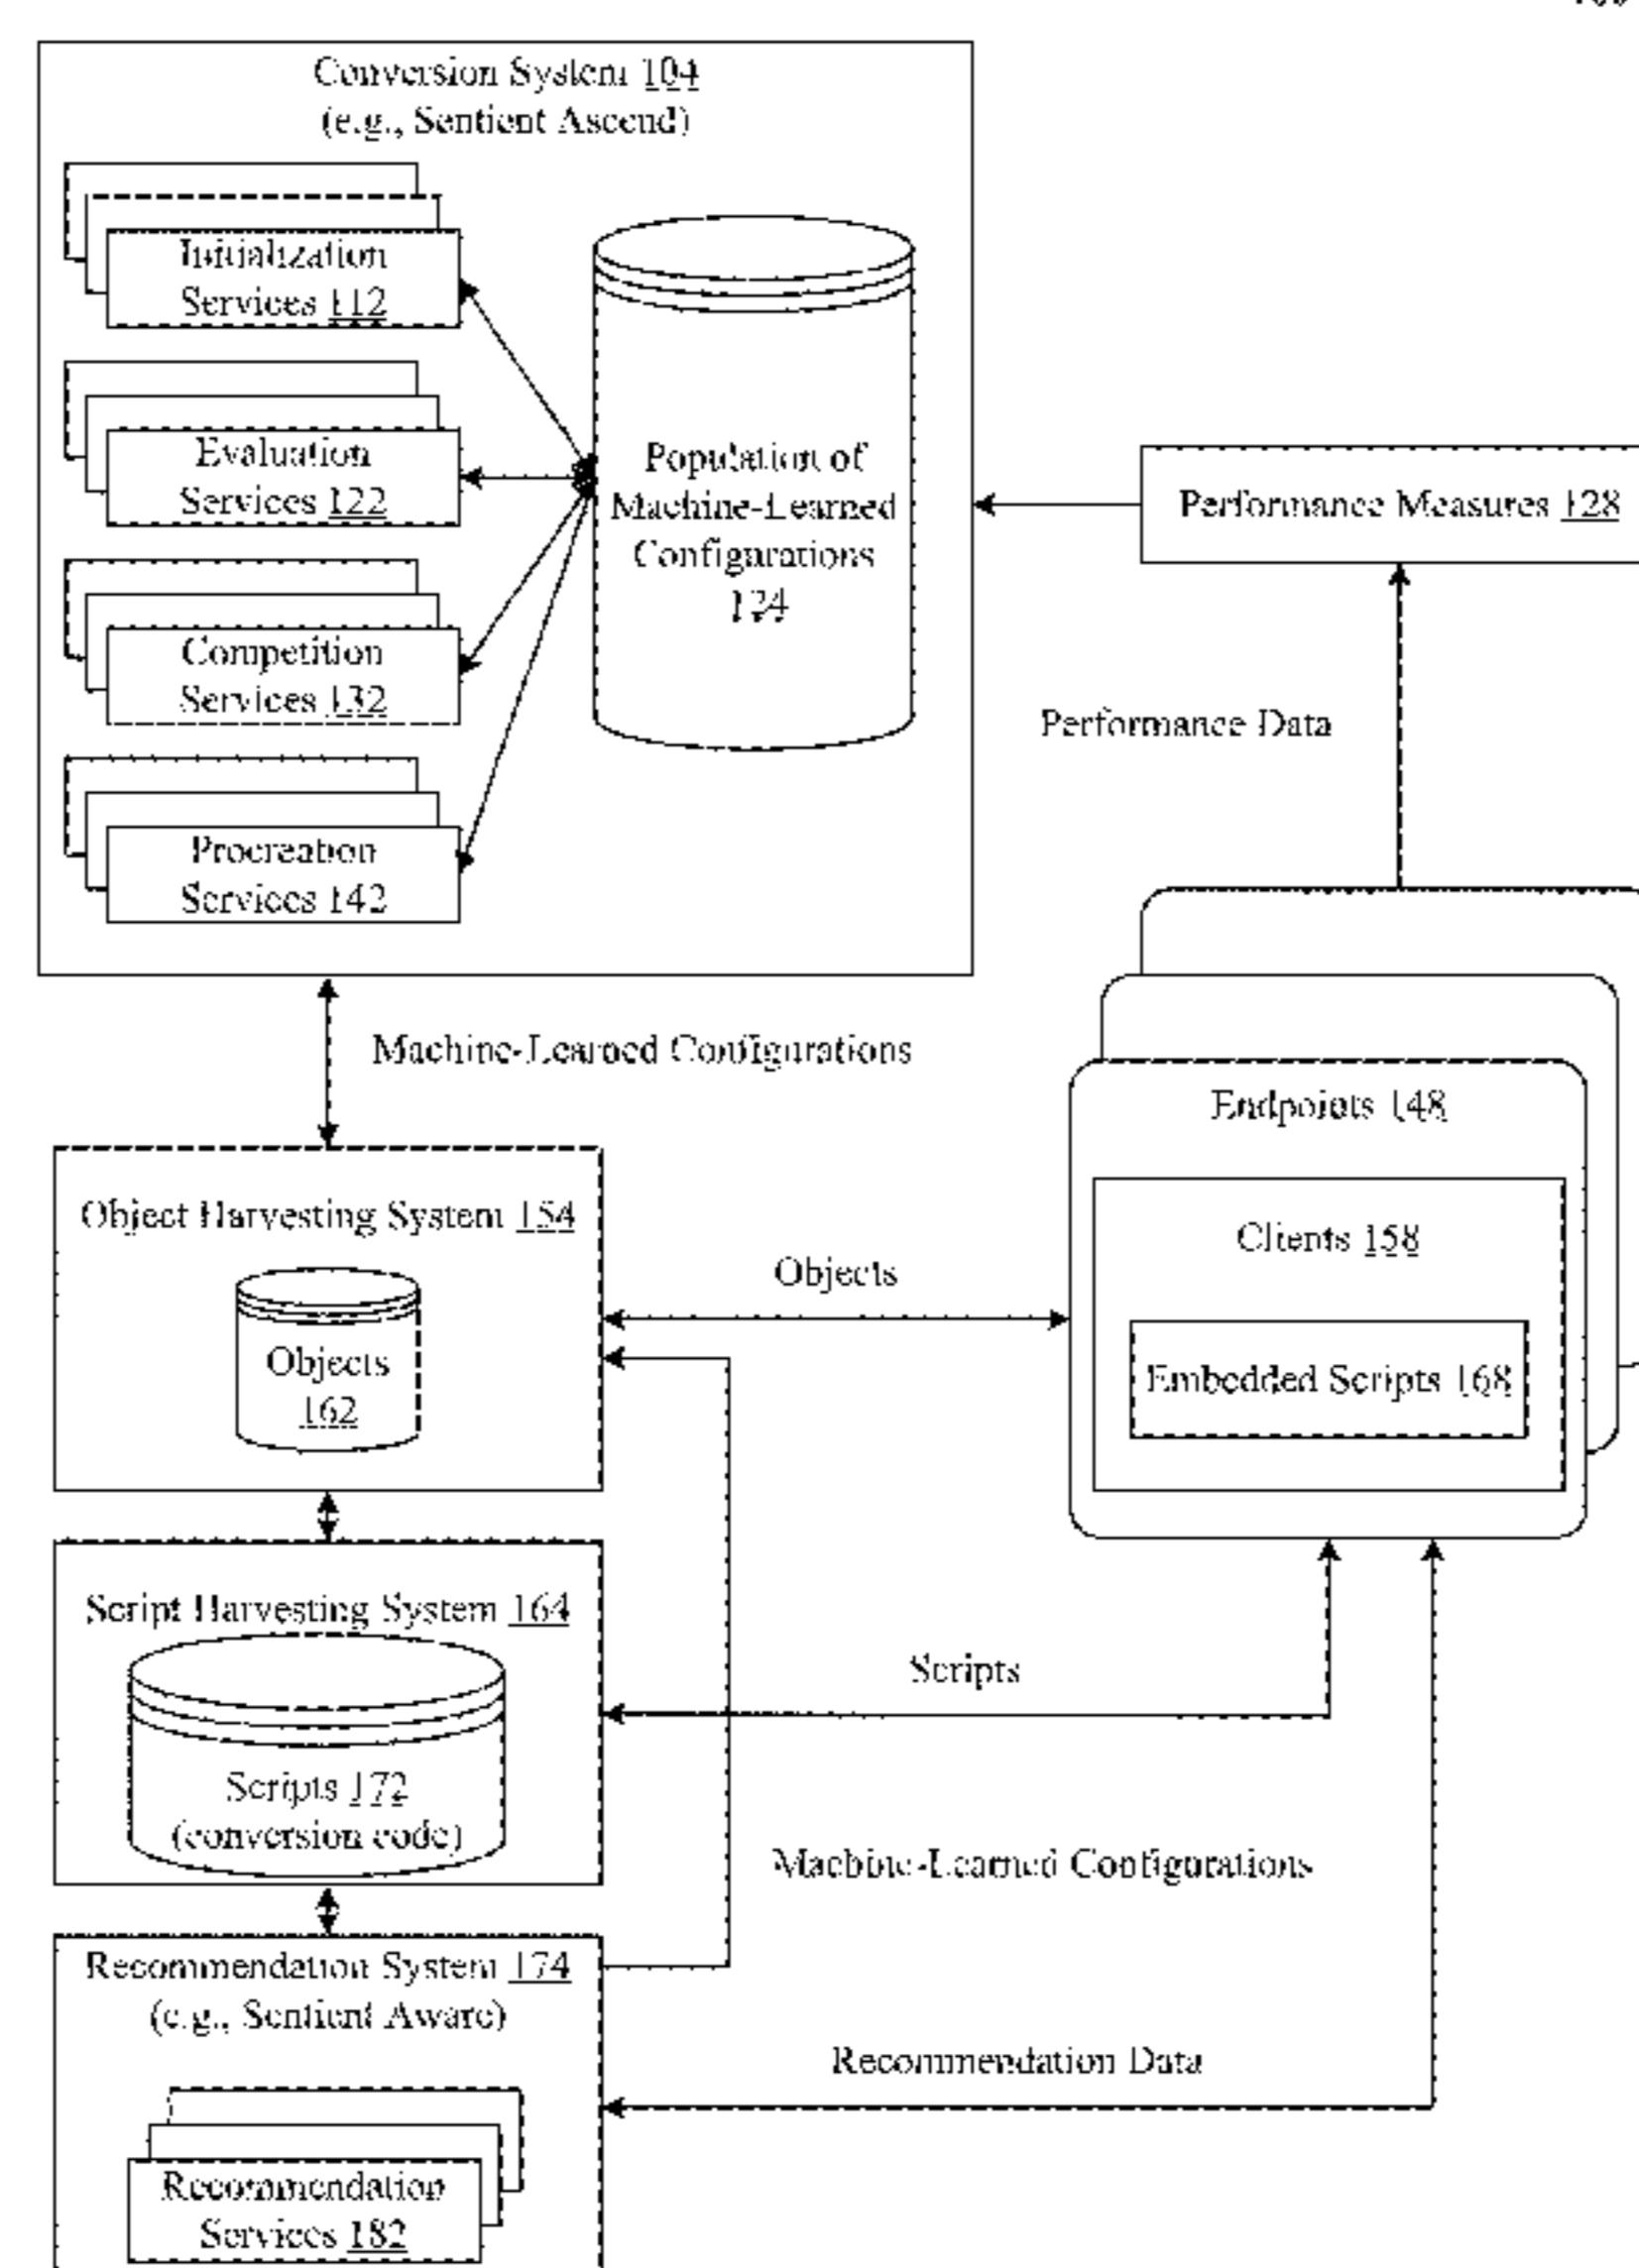 Conversion System 104
(e.g., Sentient Ascend)
Initialization
Services 112
Evaluation
Services 122
Competition
Services 132
Procreation
Services 142
Population of
Machine-Learned
Configurations
124
Performance Measures 128
Performance Data
Machine-Learned Configurations
Endpoints 148
Clients 158
Embedded Scripts 168
Object Harvesting System 154
Objects
162
Objects
Script Harvesting System 164
Scripts 172
(conversion code)
Scripts
Machine-Learned Configurations
Recommendation System 174
(e.g., Sentient Aware)
Recommendation Data
Recommendation
Services 182